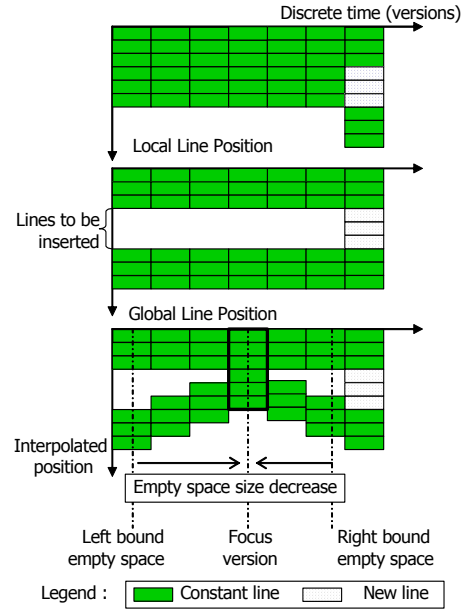 Discrete time (versions)
Local Line Position
Lines to be
inserted
Global Line Position
Interpolated
position
Empty space size decrease
Left bound
empty space
Focus
version
Right bound
empty space
Legend :
Constant line
New line